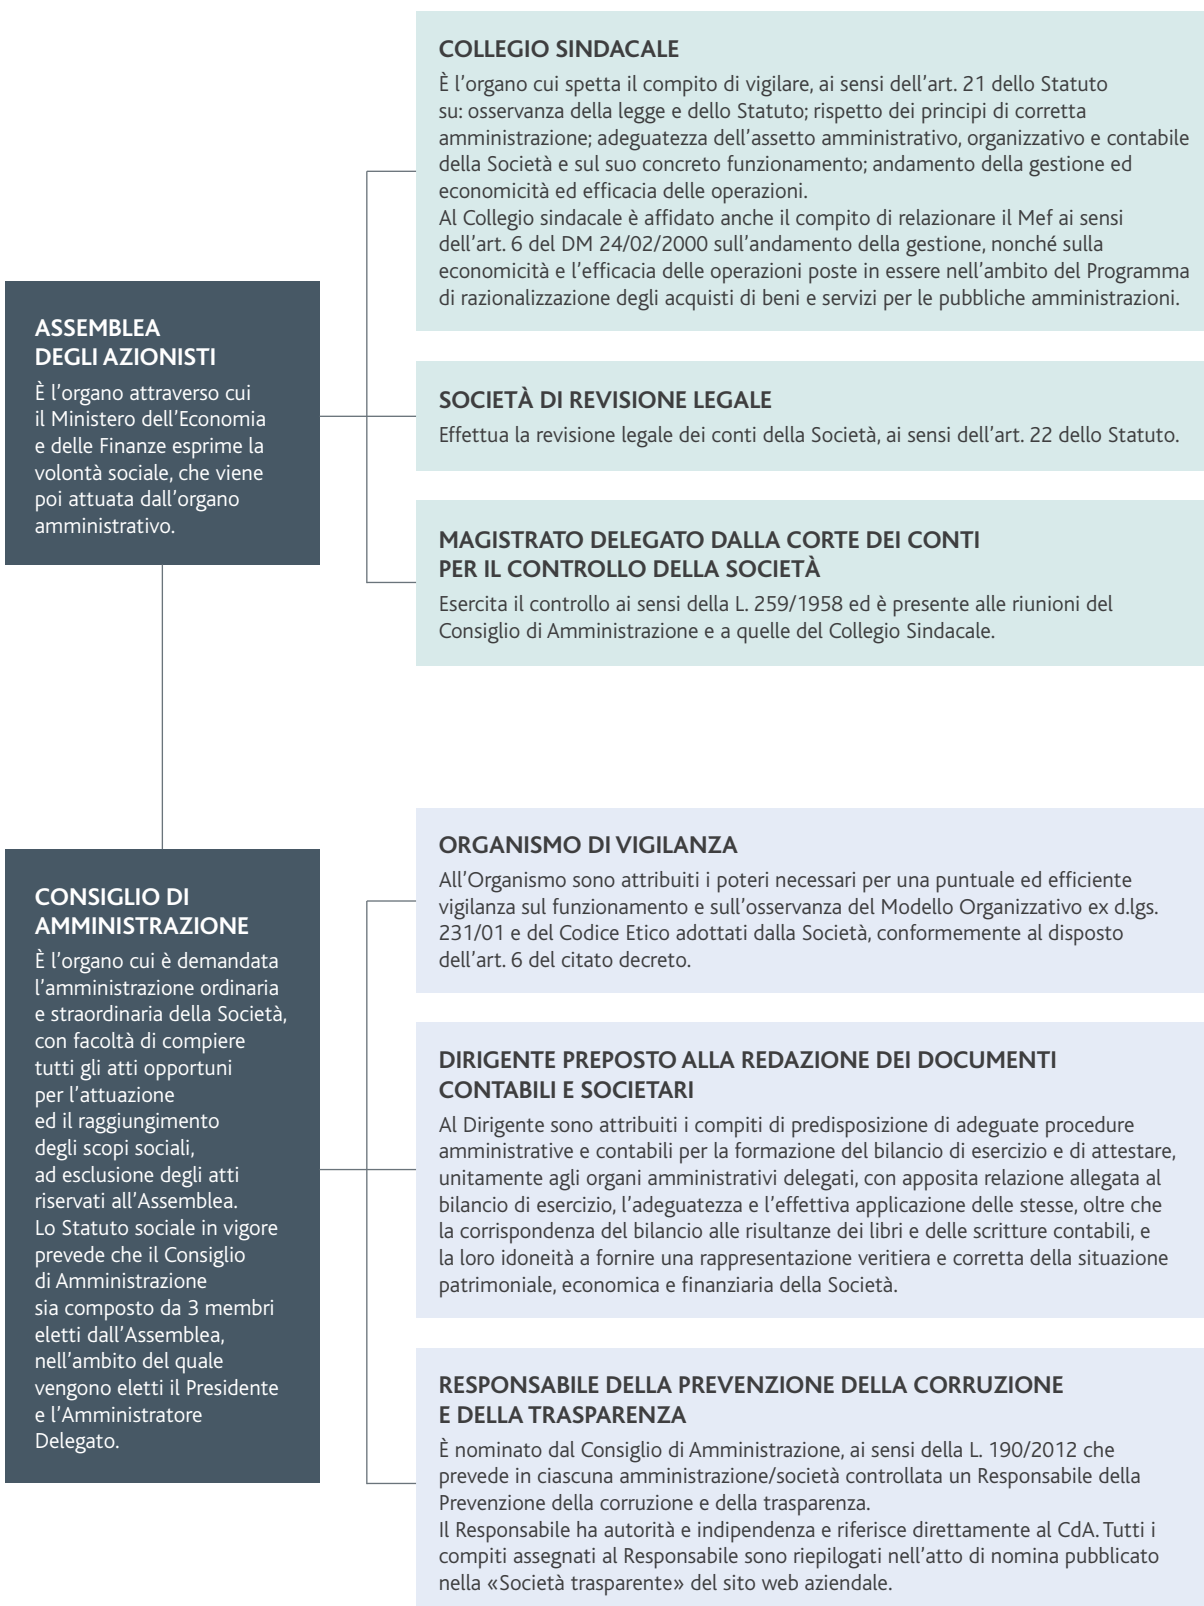 COLLEGIO SINDACALE
È l'organo cui spetta il compito di vigilare, ai sensi dell'art. 21 dello Statuto
su: osservanza della legge e dello Statuto; rispetto dei principi di corretta
amministrazione; adeguatezza dell'assetto amministrativo, organizzativo e contabile
della Società e sul suo concreto funzionamento; andamento della gestione ed
economicità ed efficacia delle operazioni.
Al Collegio sindacale è affidato anche il compito di relazionare il Mef ai sensi
dell'art. 6 del DM 24/02/2000 sull'andamento della gestione, nonché sulla
economicità e l'efficacia delle operazioni poste in essere nell'ambito del Programma
di razionalizzazione degli acquisti di beni e servizi per le pubbliche amministrazioni.
ASSEMBLEA
DEGLI AZIONISTI
È l'organo attraverso cui
il Ministero dell'Economia
e delle Finanze esprime la
volontà sociale, che viene
poi attuata dall'organo
amministrativo.
SOCIETÀ DI REVISIONE LEGALE
Effettua la revisione legale dei conti della Società, ai sensi dell'art. 22 dello Statuto.
MAGISTRATO DELEGATO DALLA CORTE DEI CONTI
PER IL CONTROLLO DELLA SOCIETÀ
Esercita il controllo ai sensi della L. 259/1958 ed è presente alle riunioni del
Consiglio di Amministrazione e a quelle del Collegio Sindacale.
CONSIGLIO DI
AMMINISTRAZIONE
È l'organo cui è demandata
l'amministrazione ordinaria
e straordinaria della Società,
con facoltà di compiere
tutti gli atti opportuni
per l'attuazione
ed il raggiungimento
degli scopi sociali,
ad esclusione degli atti
riservati all'Assemblea.
Lo Statuto sociale in vigore
prevede che il Consiglio
di Amministrazione
sia composto da 3 membri
eletti dall'Assemblea,
nell'ambito del quale
vengono eletti il Presidente
e l'Amministratore
Delegato.
ORGANISMO DI VIGILANZA
All'Organismo sono attribuiti i poteri necessari per una puntuale ed efficiente
vigilanza sul funzionamento e sull'osservanza del Modello Organizzativo ex d.lgs.
231/01 e del Codice Etico adottati dalla Società, conformemente al disposto
dell'art. 6 del citato decreto.
DIRIGENTE PREPOSTO ALLA REDAZIONE DEI DOCUMENTI
CONTABILI E SOCIETARI
Al Dirigente sono attribuiti i compiti di predisposizione di adeguate procedure
amministrative e contabili per la formazione del bilancio di esercizio e di attestare,
unitamente agli organi amministrativi delegati, con apposita relazione allegata al
bilancio di esercizio, l'adeguatezza e l'effettiva applicazione delle stesse, oltre che
la corrispondenza del bilancio alle risultanze dei libri e delle scritture contabili, e
la loro idoneità a fornire una rappresentazione veritiera e corretta della situazione
patrimoniale, economica e finanziaria della Società.
RESPONSABILE DELLA PREVENZIONE DELLA CORRUZIONE
E DELLA TRASPARENZA
È nominato dal Consiglio di Amministrazione, ai sensi della L. 190/2012 che
prevede in ciascuna amministrazione/società controllata un Responsabile della
Prevenzione della corruzione e della trasparenza.
Il Responsabile ha autorità e indipendenza e riferisce direttamente al CdA. Tutti i
compiti assegnati al Responsabile sono riepilogati nell'atto di nomina pubblicato
nella «Società trasparente» del sito web aziendale.